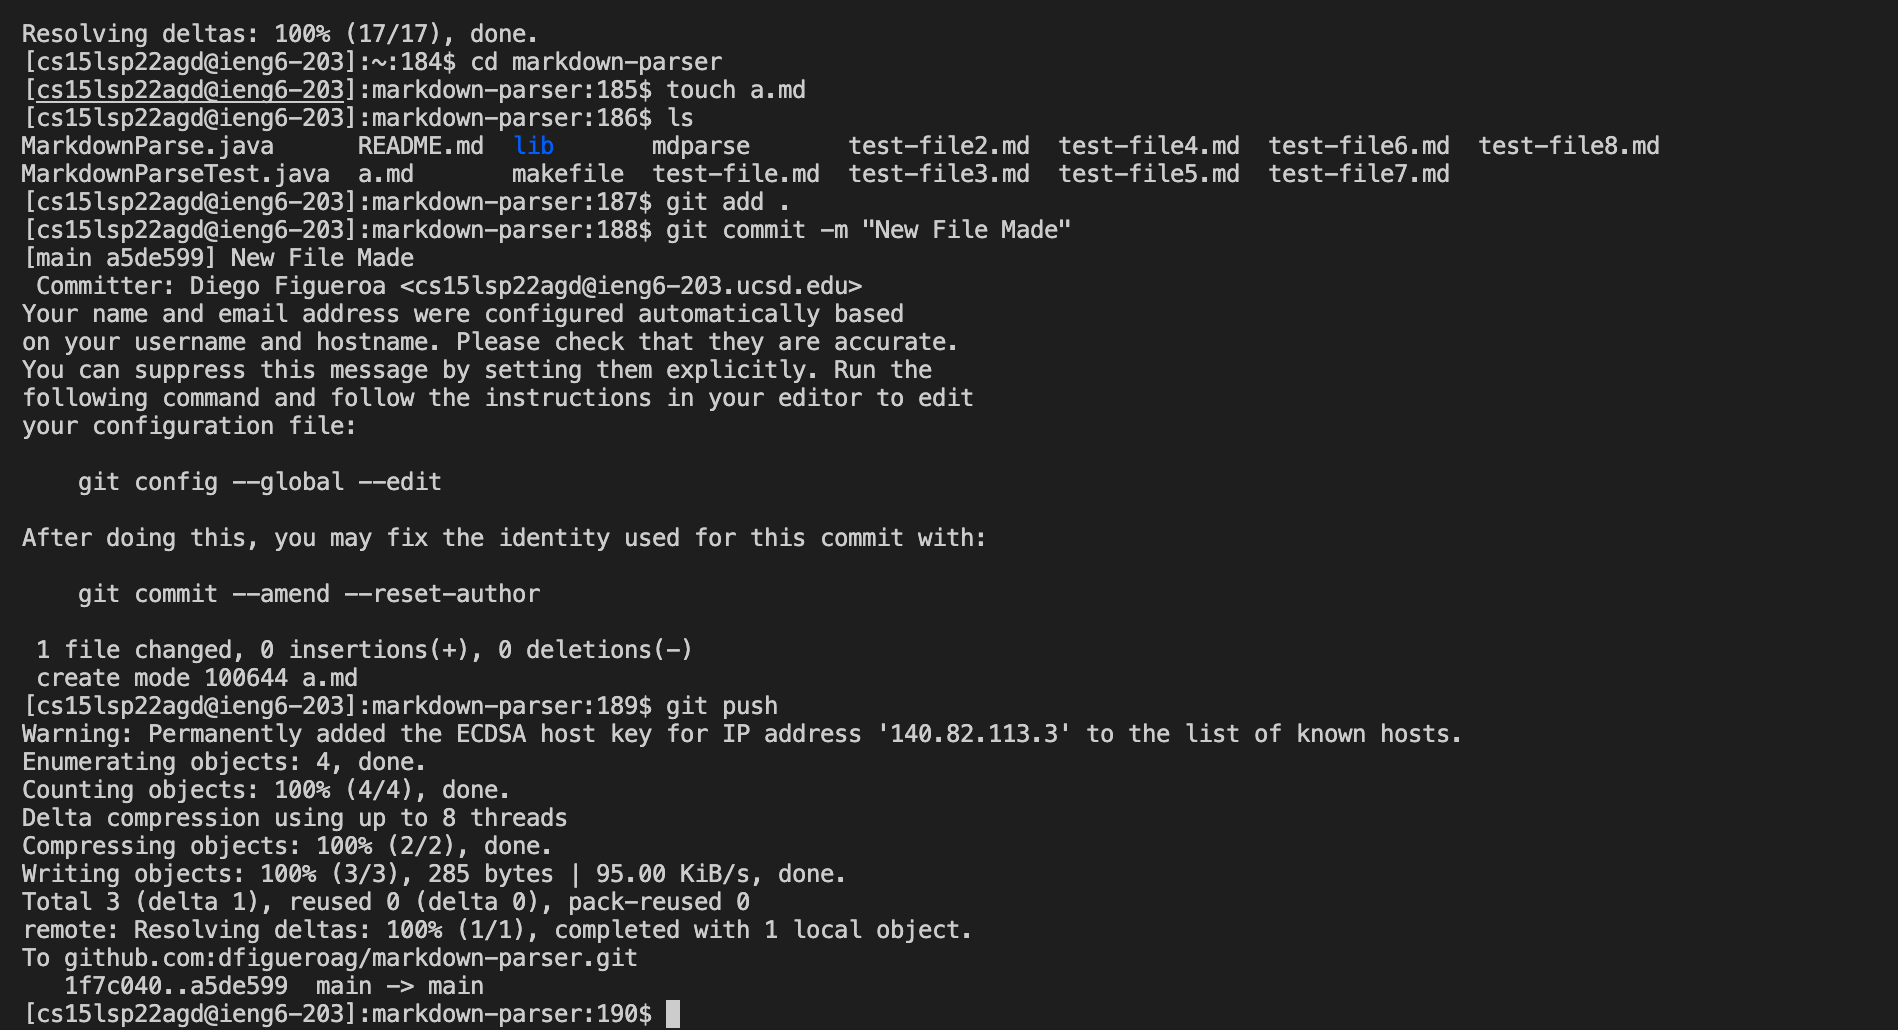 Resolving deltas: 100% (17/17), done.
[cs15lsp22agd@ieng6-203]:~:184$ cd markdown-parser
[cs15lsp22agd@ieng6-203]:markdown-parser:185$ touch a.md
[cs15lsp22agd@ieng6-203]:markdown-parser:186$ ls
MarkdownParse.java      README.md  lib       mdparse       test-file2.md  test-file4.md  test-file6.md  test-file8.md
MarkdownParseTest.java  a.md       makefile  test-file.md  test-file3.md  test-file5.md  test-file7.md
[cs15lsp22agd@ieng6-203]:markdown-parser:187$ git add .
[cs15lsp22agd@ieng6-203]:markdown-parser:188$ git commit -m "New File Made"
[main a5de599] New File Made
 Committer: Diego Figueroa <cs15lsp22agd@ieng6-203.ucsd.edu>
Your name and email address were configured automatically based
on your username and hostname. Please check that they are accurate.
You can suppress this message by setting them explicitly. Run the
following command and follow the instructions in your editor to edit
your configuration file:

    git config --global --edit

After doing this, you may fix the identity used for this commit with:

    git commit --amend --reset-author

 1 file changed, 0 insertions(+), 0 deletions(-)
 create mode 100644 a.md
[cs15lsp22agd@ieng6-203]:markdown-parser:189$ git push
Warning: Permanently added the ECDSA host key for IP address '140.82.113.3' to the list of known hosts.
Enumerating objects: 4, done.
Counting objects: 100% (4/4), done.
Delta compression using up to 8 threads
Compressing objects: 100% (2/2), done.
Writing objects: 100% (3/3), 285 bytes | 95.00 KiB/s, done.
Total 3 (delta 1), reused 0 (delta 0), pack-reused 0
remote: Resolving deltas: 100% (1/1), completed with 1 local object.
To github.com:dfigueroag/markdown-parser.git
   1f7c040..a5de599  main -> main
[cs15lsp22agd@ieng6-203]:markdown-parser:190$